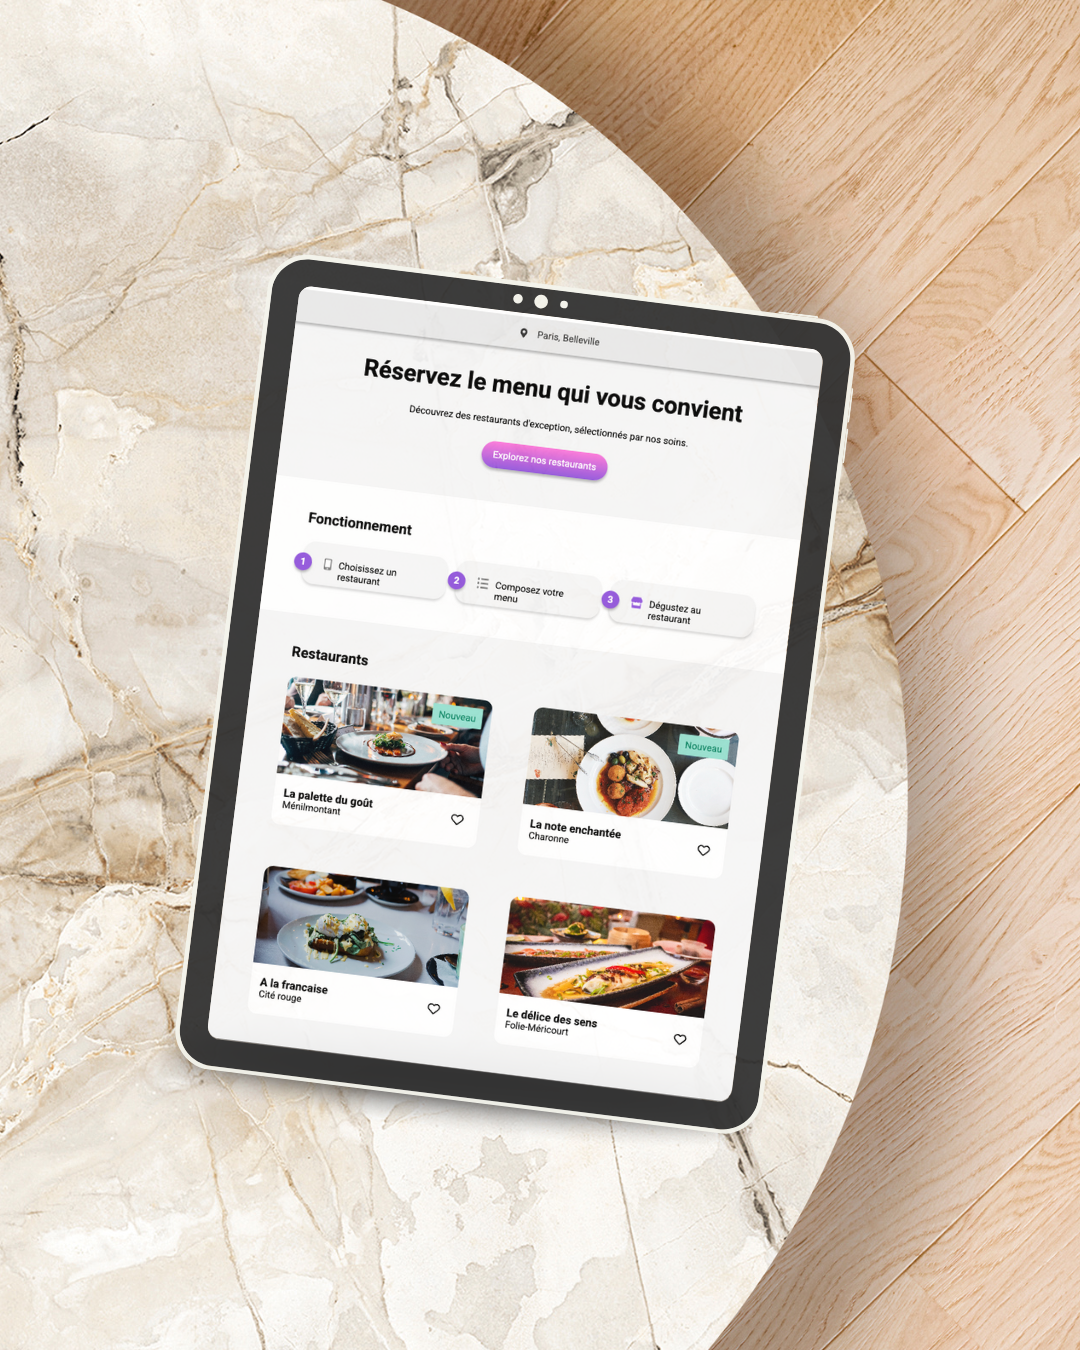 Paris, Belleville
Réservez le menu qui vous convient
Découvrez des restaurants d'exception, sélectionnés par nos soins.
Explorez nos restaurants
Fonctionnement
1
Choisissez un
restaurant
2
Composez votre
menu
3
Dégustez au
restaurant
Restaurants
Nouveau
La palette du goût
Ménilmontant
Nouveau
La note enchantée
Charonne
A la francaise
Cité rouge
Le délice des sens
Folie-Méricourt